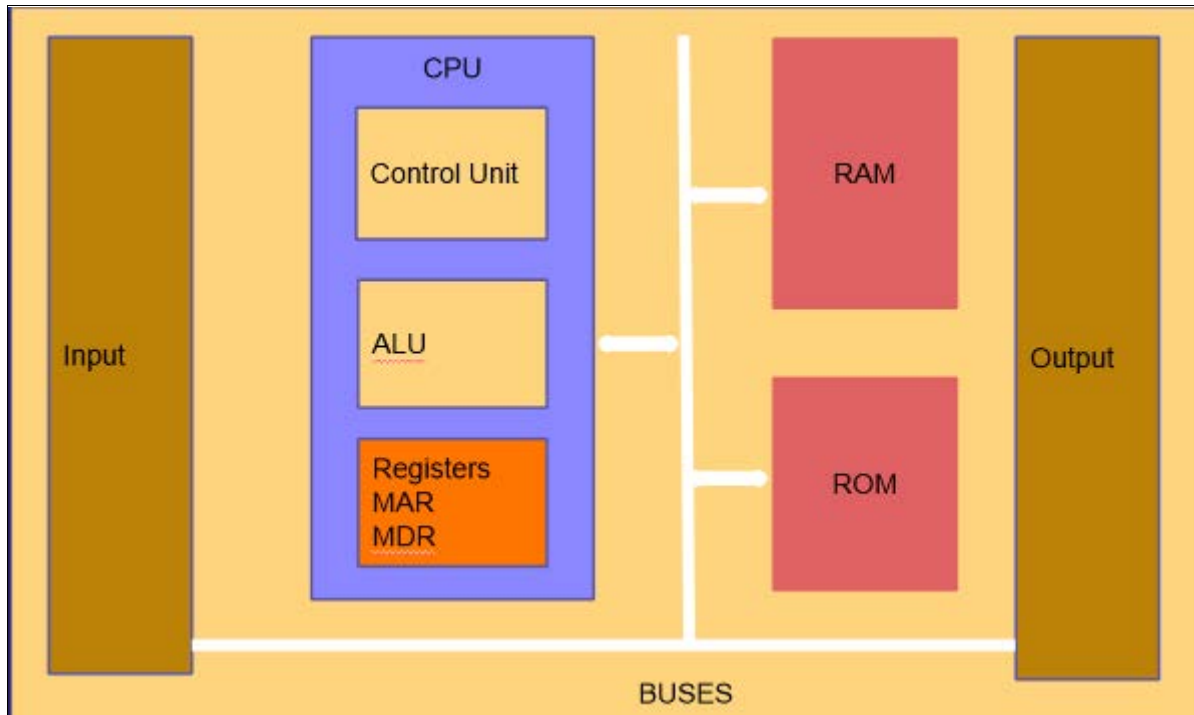 CPU
Control Unit
ALU
Registers
MAR
MDR
Input
RAM
ROM
Output
BUSES